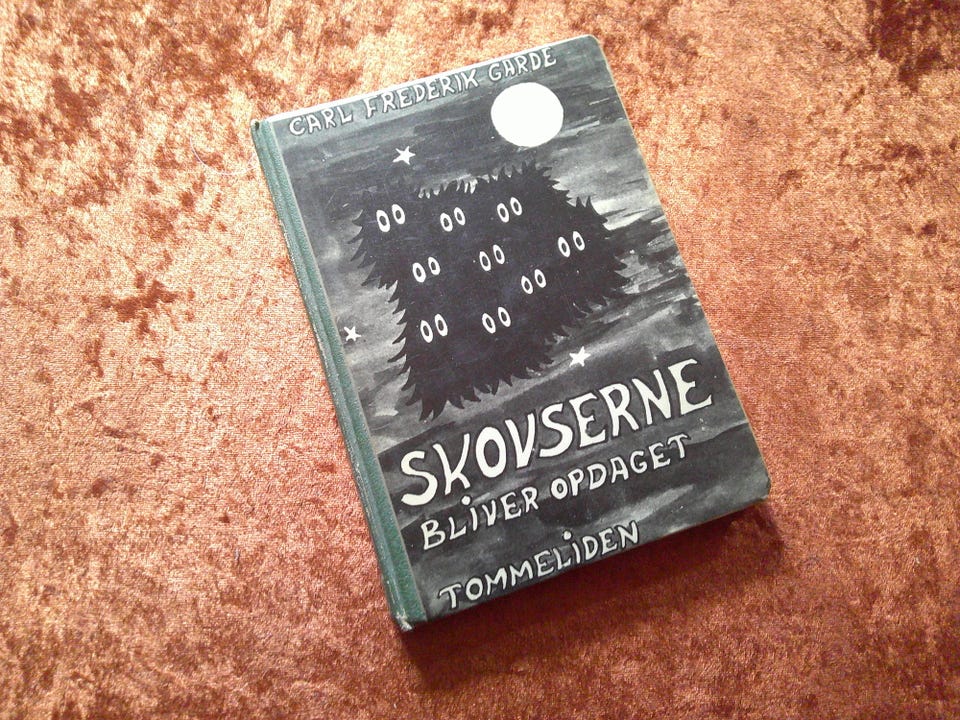 CARL FREDERIK GARDE
SKOVSERNE
BLiVER OPDAGET
TOMMELiDEN